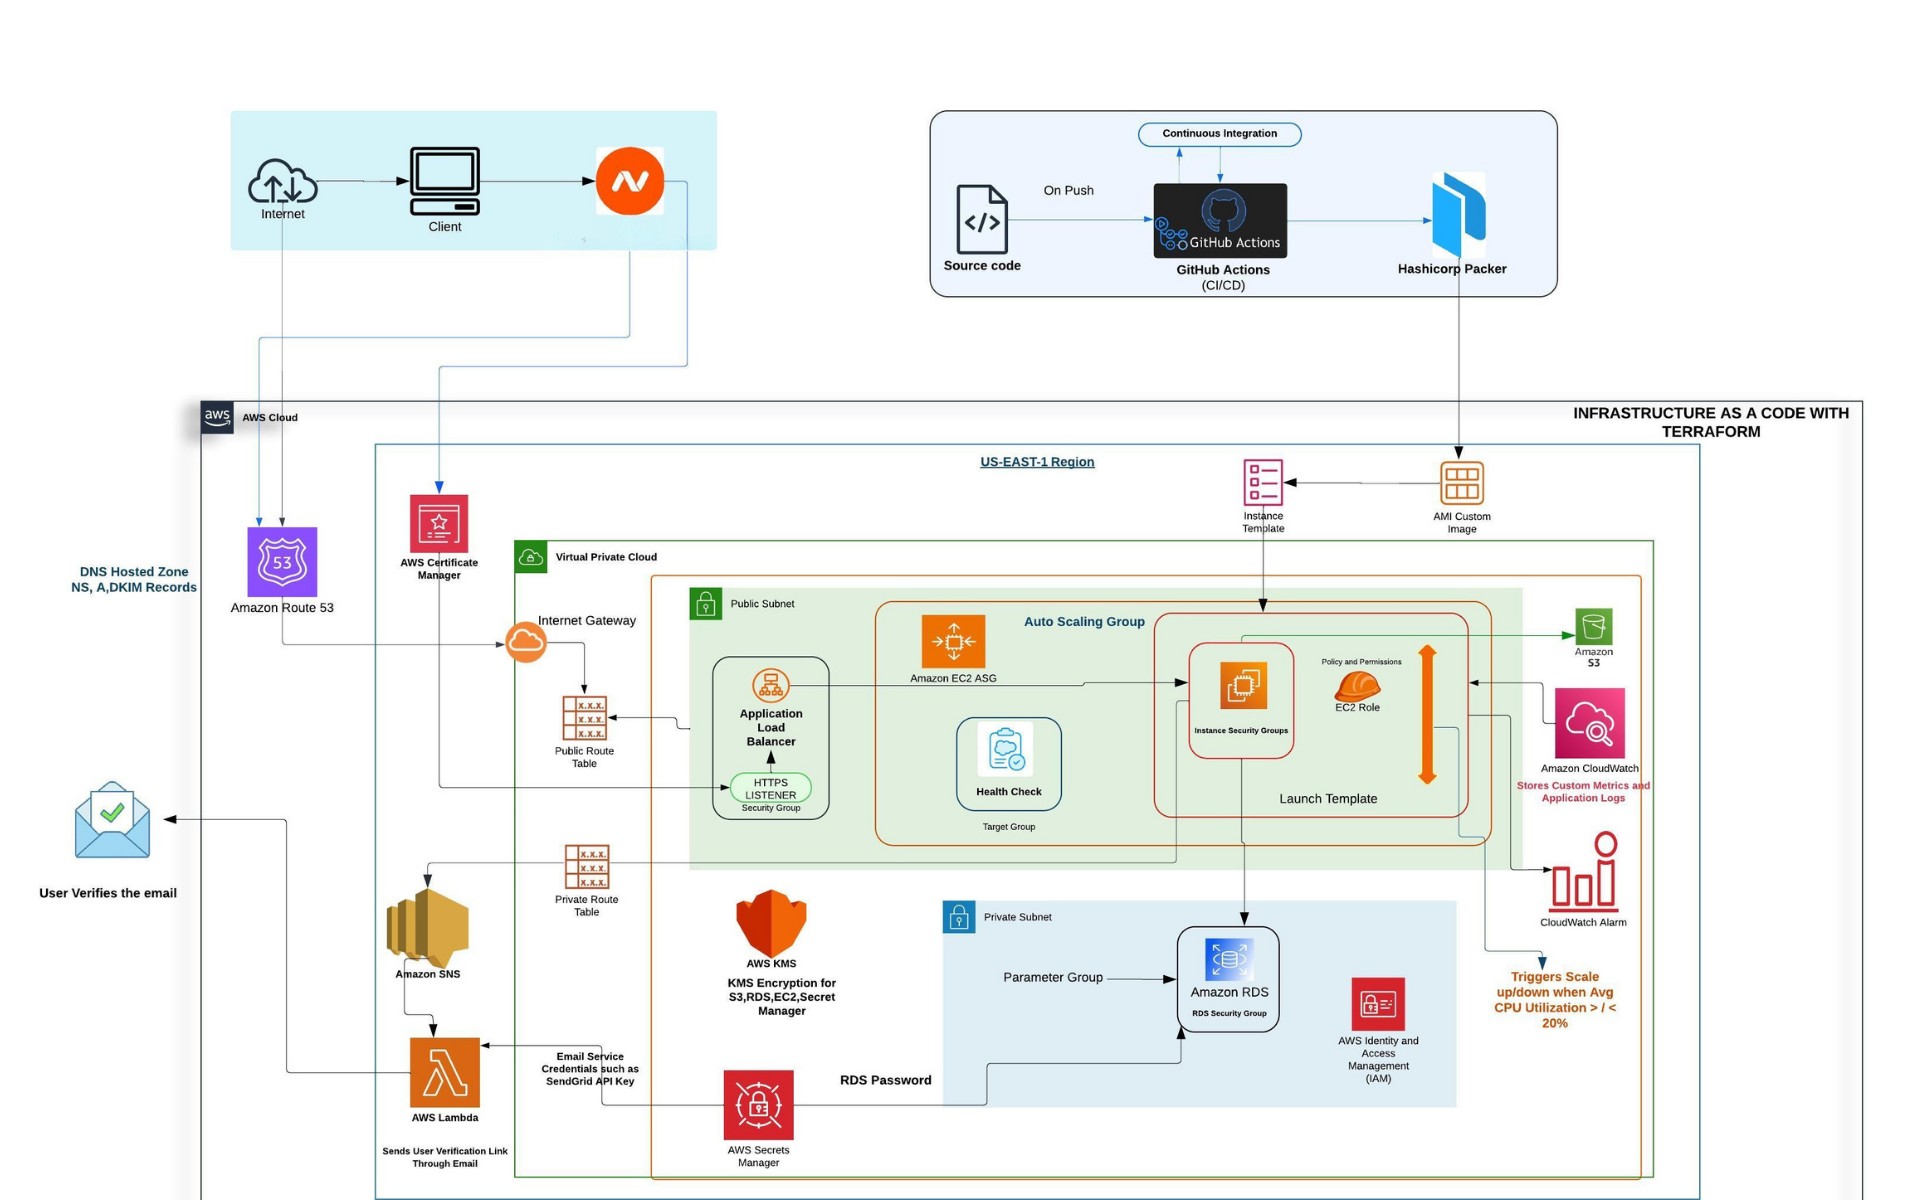 Internet
Client
Continuous Integration
On Push
</>
GitHub Actions
Source code
GitHub Actions
(CI/CD)
Hashicorp Packer
aws
AWS Cloud
INFRASTRUCTURE AS A CODE WITH
TERRAFORM
US-EAST-1 Region
Instance
Template
AMI Custom
Image
53
Amazon Route 53
DNS Hosted Zone
NS, A,DKIM Records
AWS Certificate
Manager
Virtual Private Cloud
Internet Gateway
Public Subnet
Auto Scaling Group
Amazon EC2 ASG
Policy and Permissions
EC2 Role
Instance Security Groups
Launch Template
Amazon
S3
x.x.x.
x.x.x.
x.x.x.
Public Route
Table
Application
Load
Balancer
HTTPS
LISTENER
Security Group
Health Check
Target Group
Amazon CloudWatch
Stores Custom Metrics and
Application Logs
CloudWatch Alarm
Triggers Scale
up/down when Avg
CPU Utilization > / <
20%
User Verifies the email
x.x.x.
x.x.x.
Private Route
Table
Amazon SNS
AWS KMS
KMS Encryption for
S3,RDS,EC2,Secret
Manager
Private Subnet
Parameter Group
Amazon RDS
RDS Security Group
AWS Identity and
Access
Management
(IAM)
Email Service
Credentials such as
SendGrid API Key
RDS Password
AWS Lambda
Sends User Verification Link
Through Email
AWS Secrets
Manager